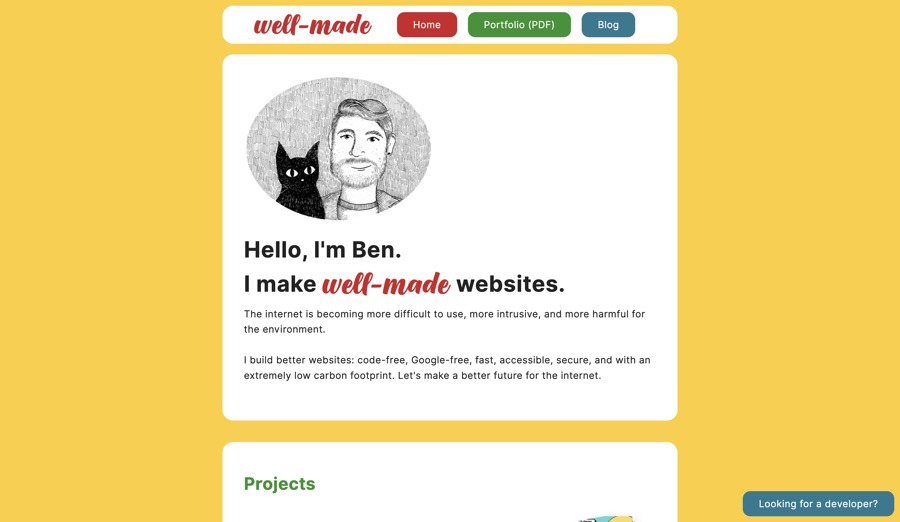 well-made
Home
Portfolio (PDF)
Blog
Hello, I'm Ben.
I make well-made websites.
The internet is becoming more difficult to use, more intrusive, and more harmful for
the environment.
I build better websites: code-free, Google-free, fast, accessible, secure, and with an
extremely low carbon footprint. Let's make a better future for the internet.
Projects
Looking for a developer?